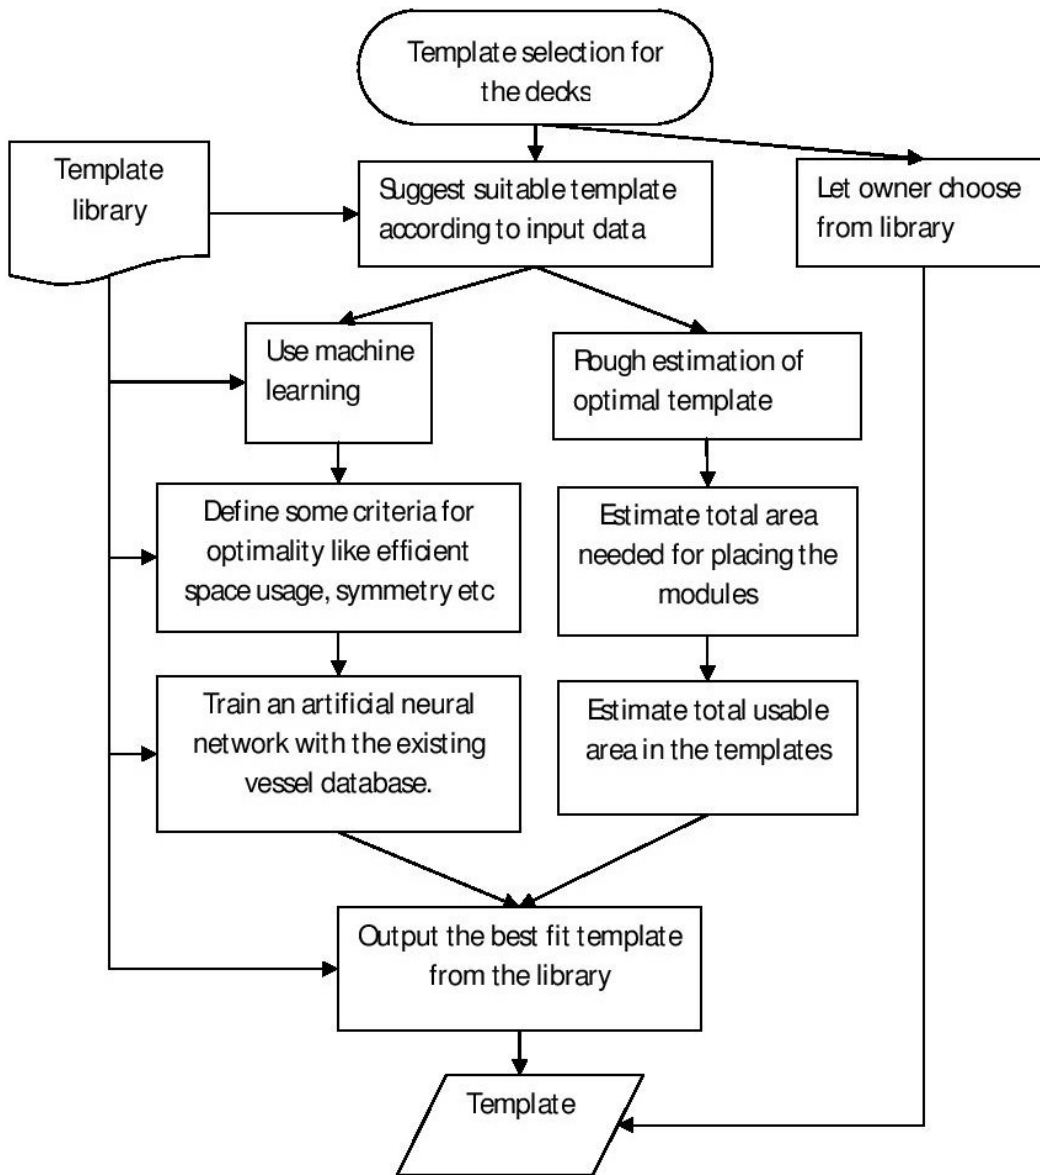 Template selection for
the decks
Template
library
Suggest suitable template
according to input data
Let owner choose
from library
Use machine
learning
Rough estimation of
optimal template
Define some criteria for
optimality like efficient
space usage, symmetry etc
Estimate total area
needed for placing the
modules
Train an artificial neural
network with the existing
vessel database.
Estimate total usable
area in the templates
Output the best fit template
from the library
Template